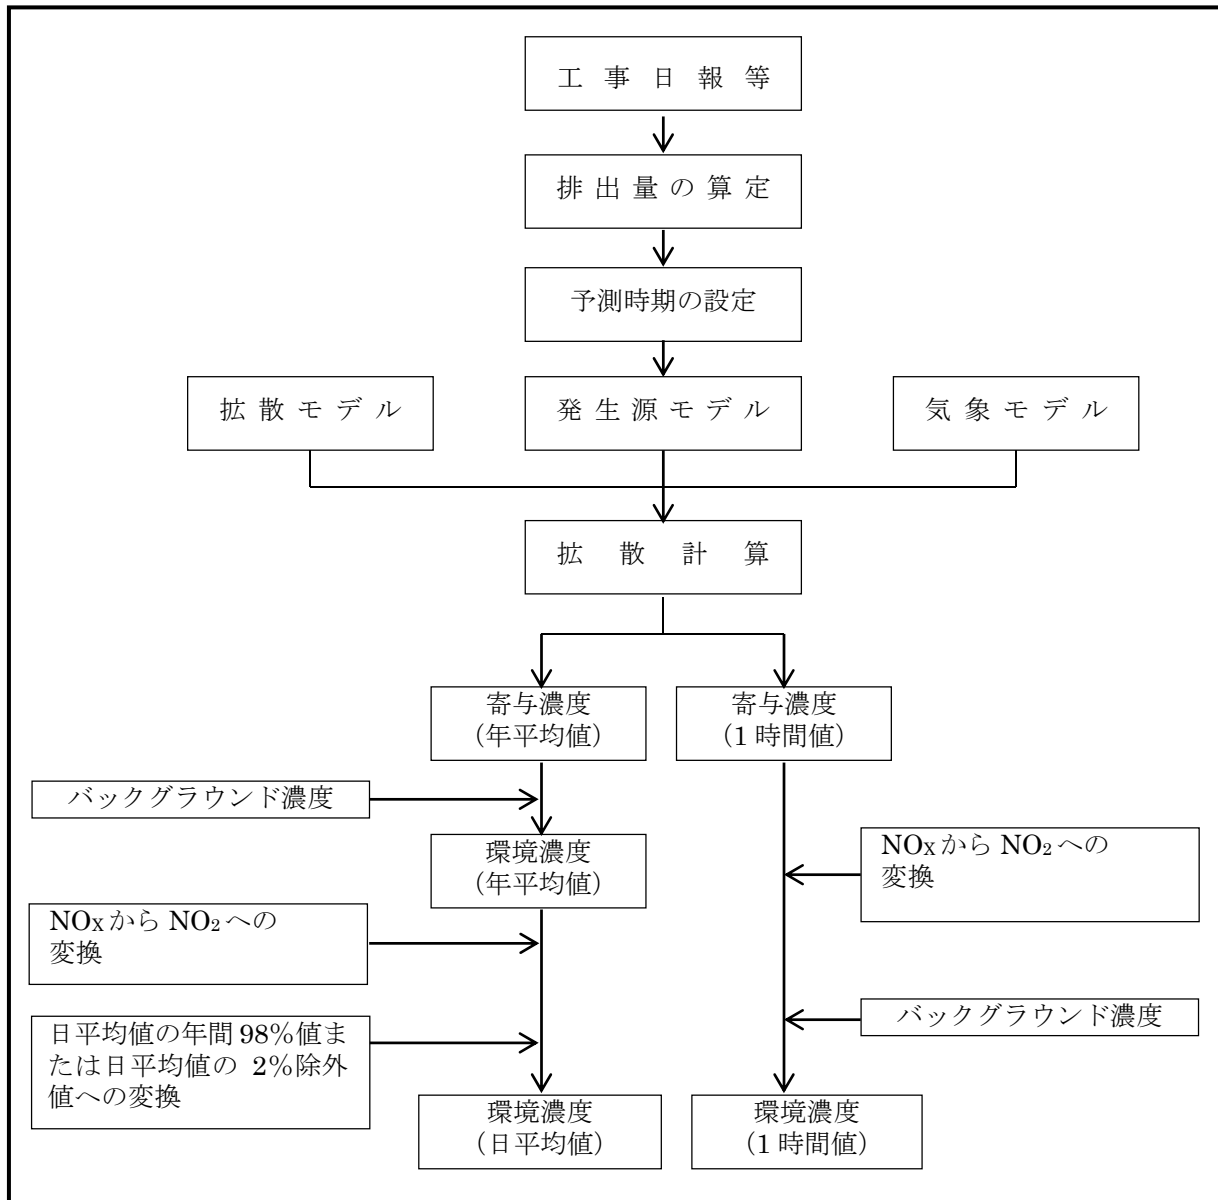 工事日報等
排出量の算定
予測時期の設定
拡散モデル
発生源モデル
気象モデル
拡散計算
寄与濃度
(年平均値)
寄与濃度
(1時間値)
バックグラウンド濃度
環境濃度
(年平均値)
NOxからNO₂への
変換
NOxからNO₂への
変換
バックグラウンド濃度
日平均値の年間98%値ま
たは日平均値の 2%除外
値への変換
環境濃度
(日平均値)
環境濃度
(1時間値)